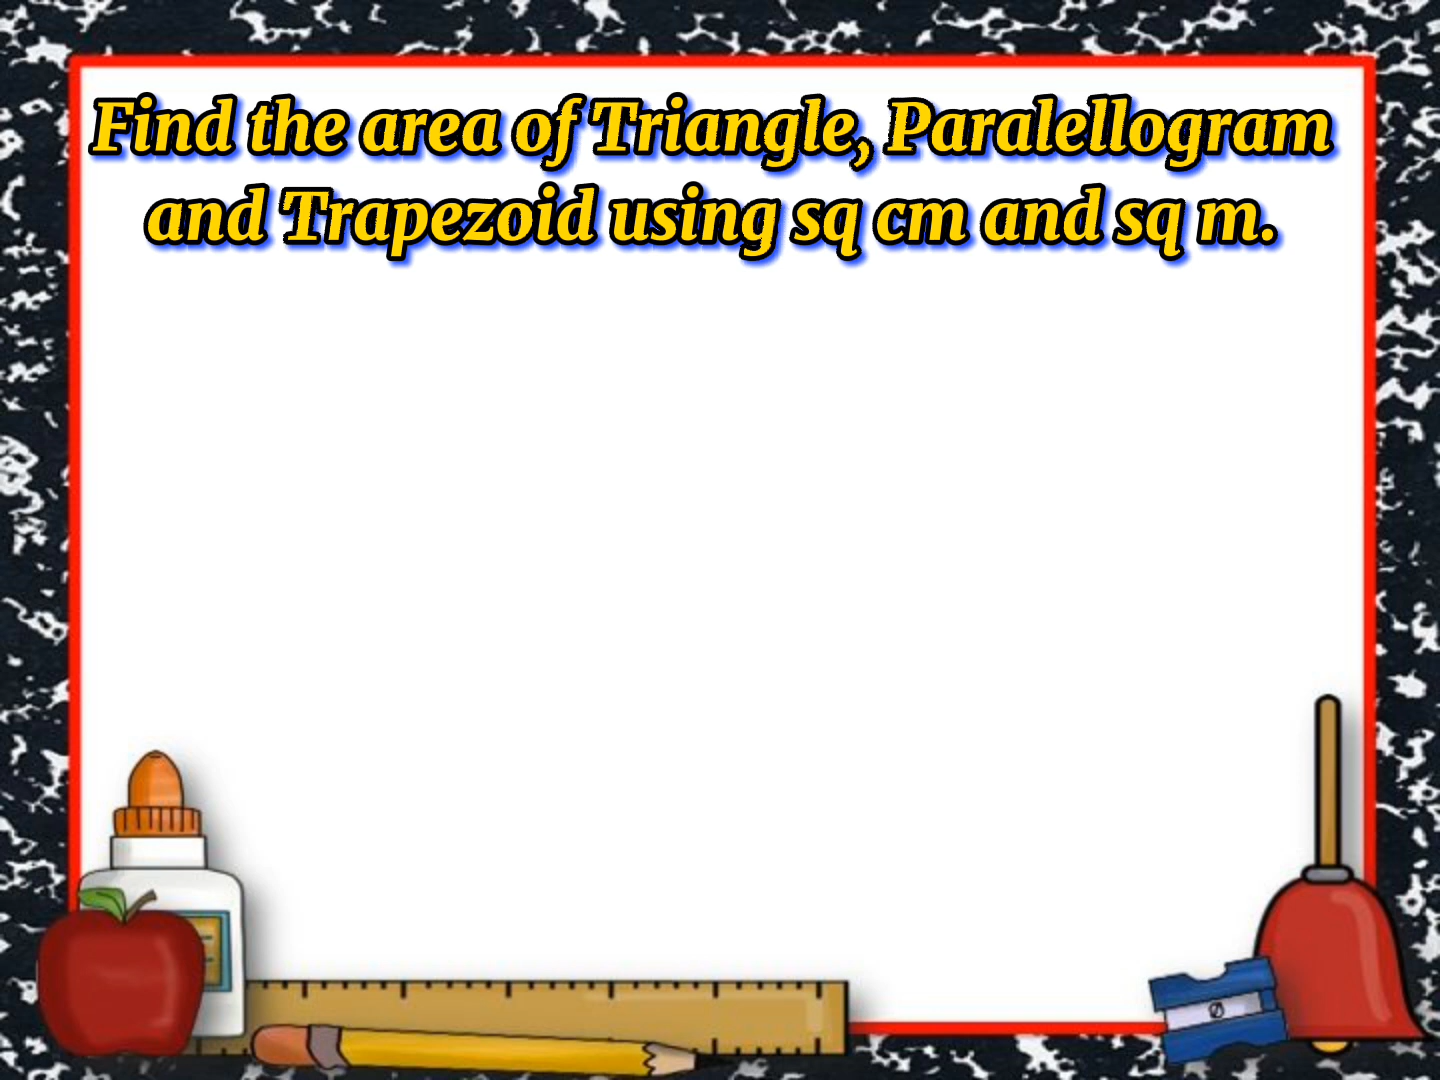 Find the area of Triangle, Paralellogram
and Trapezoid using sq cm and sq m.